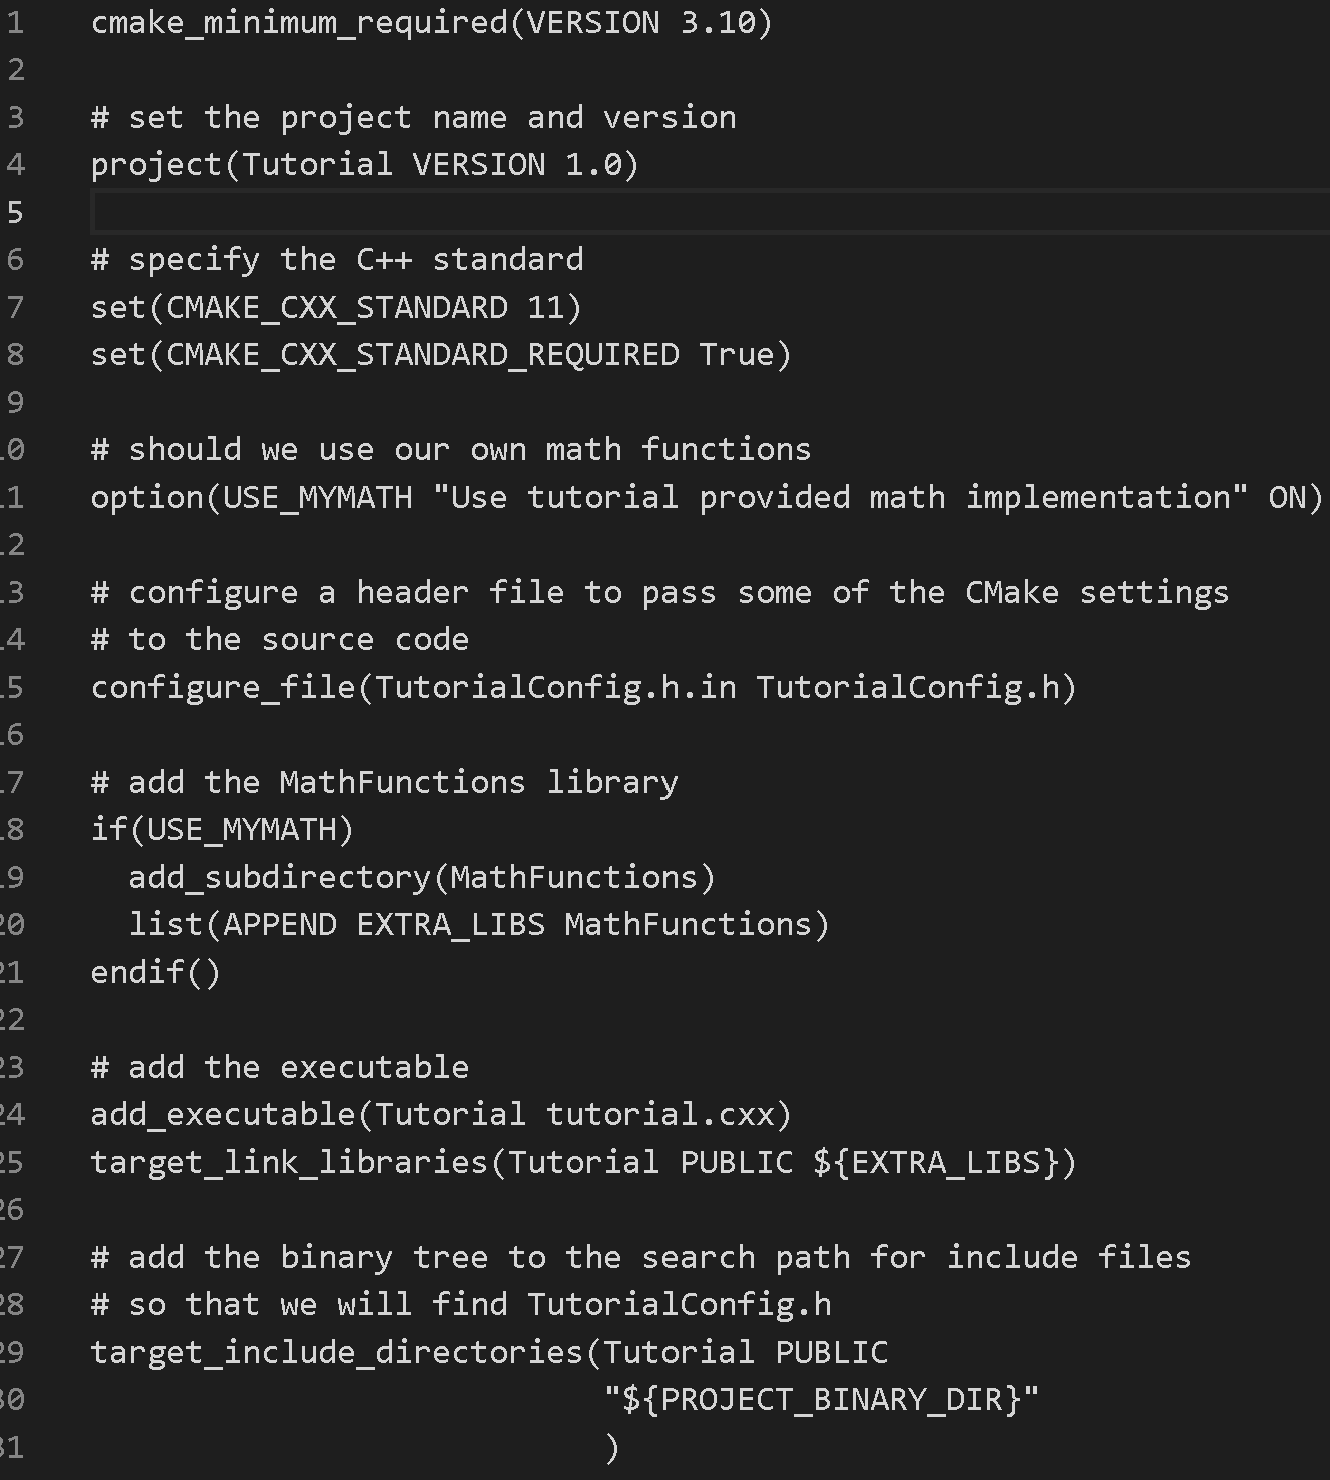 1 cmake_minimum_required(VERSION 3.10)
2
3 # set the project name and version
4 project(Tutorial VERSION 1.0)
5
6 # specify the C++ standard
7 set(CMAKE_CXX_STANDARD 11)
8 set(CMAKE_CXX_STANDARD_REQUIRED True)
9
10 # should we use our own math functions
11 option(USE_MYMATH "Use tutorial provided math implementation" ON)
12
13 # configure a header file to pass some of the CMake settings
14 # to the source code
15 configure_file(TutorialConfig.h.in TutorialConfig.h)
16
17 # add the MathFunctions library
18 if(USE_MYMATH)
19   add_subdirectory(MathFunctions)
20   list(APPEND EXTRA_LIBS MathFunctions)
21 endif()
22
23 # add the executable
24 add_executable(Tutorial tutorial.cxx)
25 target_link_libraries(Tutorial PUBLIC ${EXTRA_LIBS})
26
27 # add the binary tree to the search path for include files
28 # so that we will find TutorialConfig.h
29 target_include_directories(Tutorial PUBLIC
30                            "${PROJECT_BINARY_DIR}"
31                            )